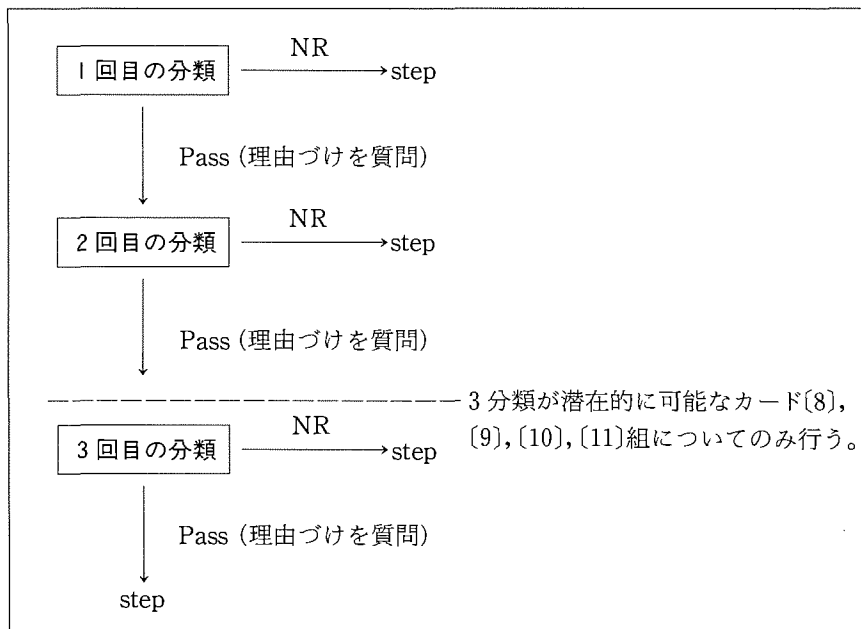 NR
1回目の分類
step
Pass (理由づけを質問)
NR
2回目の分類
step
Pass (理由づけを質問)
3分類が潜在的に可能なカード〔8〕,
〔9〕,〔10〕,〔11〕組についてのみ行う。
NR
3回目の分類
step
Pass (理由づけを質問)
step